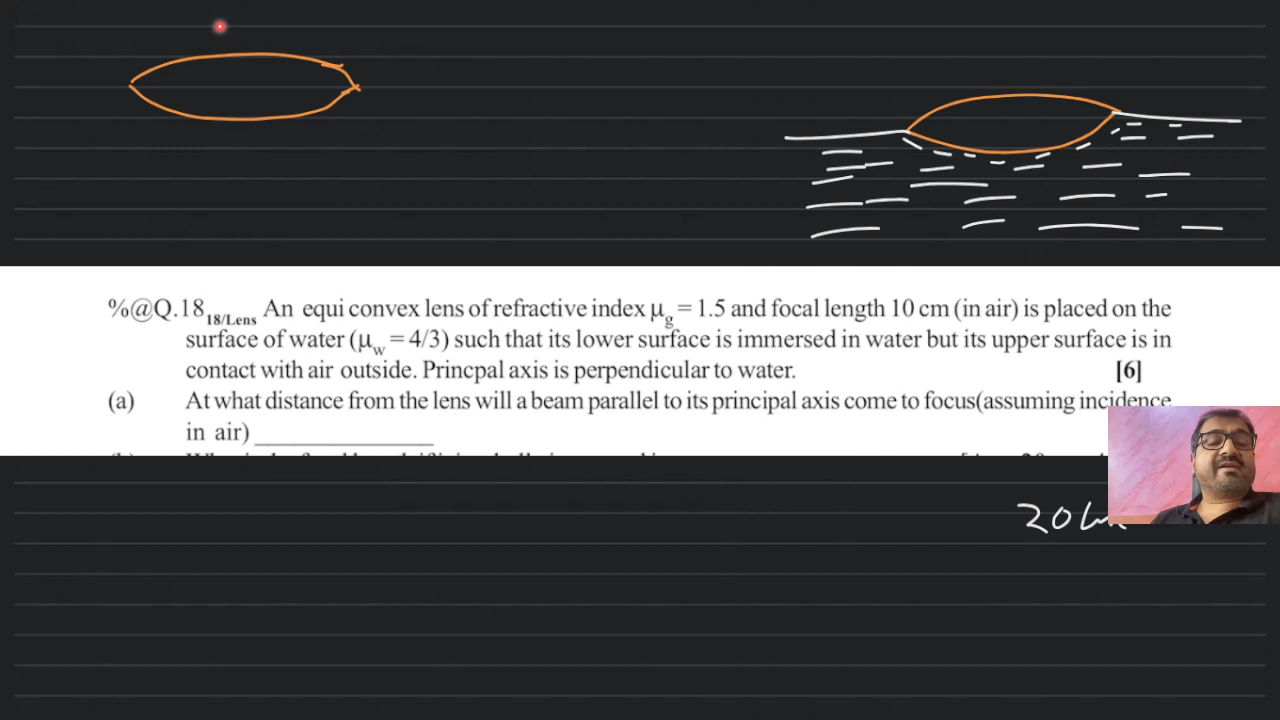 %@Q.18 18/Lens An equi convex lens of refractive index μg = 1.5 and focal length 10 cm (in air) is placed on the
surface of water (μw = 4/3) such that its lower surface is immersed in water but its upper surface is in
contact with air outside. Princpal axis is perpendicular to water. [6]
(a) At what distance from the lens will a beam parallel to its principal axis come to focus(assuming incidence
in air) ______________
20